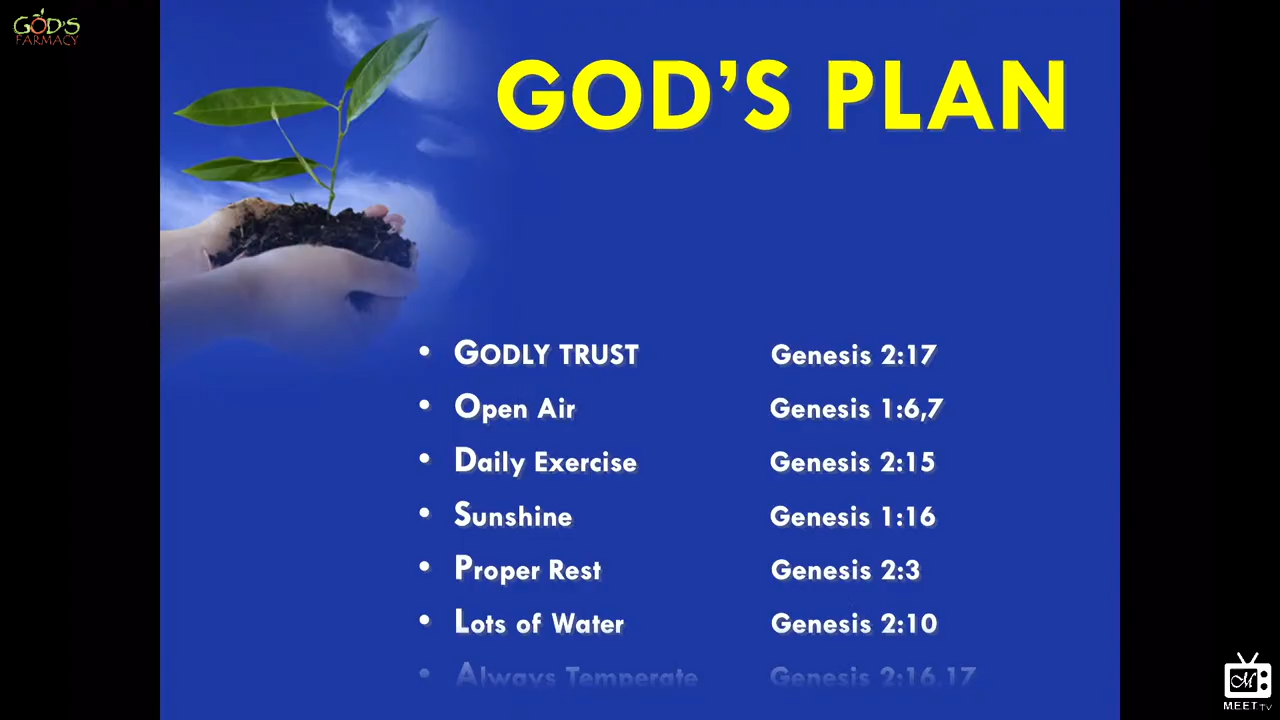 GOD'S
FARMACY
GOD’S PLAN
• GODLY TRUST Genesis 2:17
• Open Air Genesis 1:6,7
• Daily Exercise Genesis 2:15
• Sunshine Genesis 1:16
• Proper Rest Genesis 2:3
• Lots of Water Genesis 2:10
• Always Temperate Genesis 2:16,17
M
MEET TV